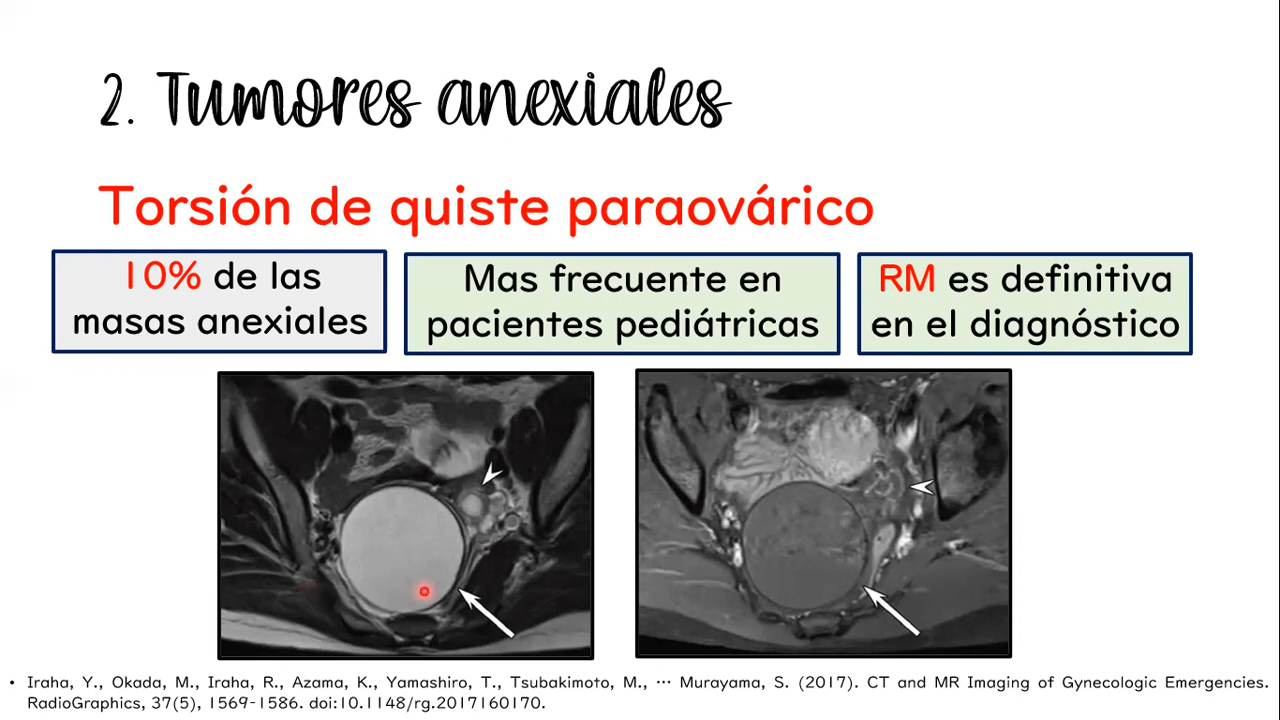 2. Tumores anexiales
Torsión de quiste paraovárico
10% de las
masas anexiales
Mas frecuente en
pacientes pediátricas
RM es definitiva
en el diagnóstico
• Iraha, Y., Okada, M., Iraha, R., Azama, K., Yamashiro, T., Tsubakimoto, M., ··· Murayama, S. (2017). CT and MR Imaging of Gynecologic Emergencies.
RadioGraphics, 37(5), 1569-1586. doi:10.1148/rg.2017160170.